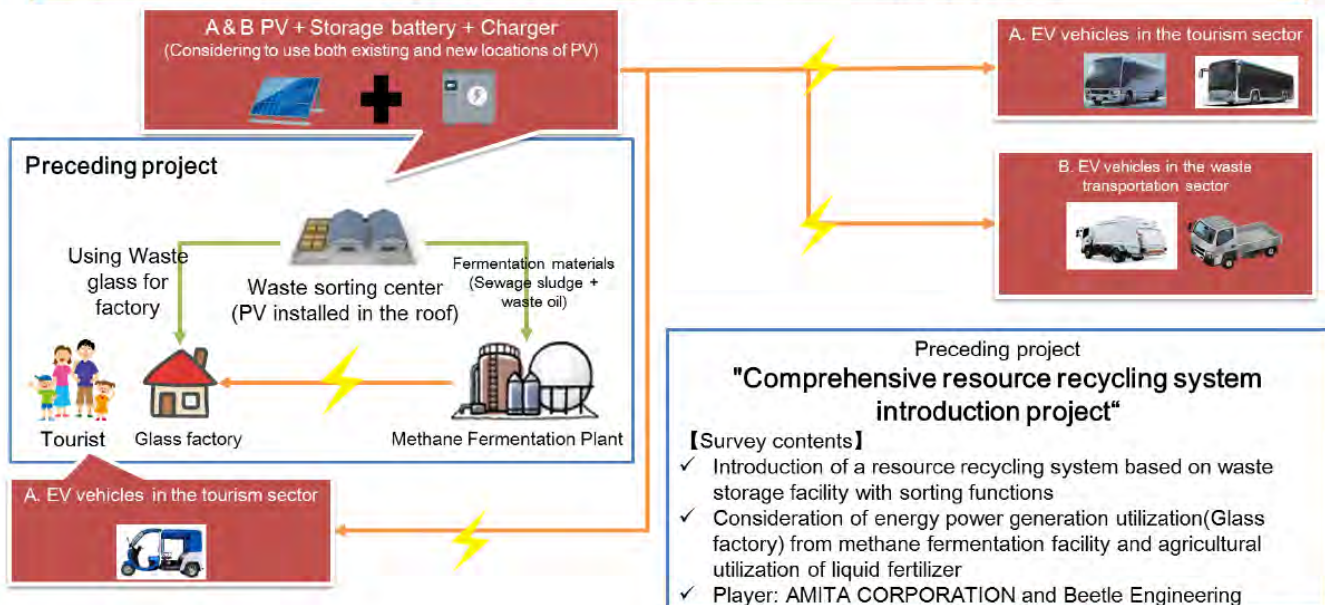 A & B PV + Storage battery + Charger
(Considering to use both existing and new locations of PV)
A. EV vehicles in the tourism sector
B. EV vehicles in the waste
transportation sector
Preceding project
Using Waste
glass for
factory
Waste sorting center
(PV installed in the roof)
Fermentation materials
(Sewage sludge +
waste oil)
Tourist
Glass factory
Methane Fermentation Plant
A. EV vehicles in the tourism sector
Preceding project
"Comprehensive resource recycling system
introduction project“
【Survey contents】
✓ Introduction of a resource recycling system based on waste
storage facility with sorting functions
✓ Consideration of energy power generation utilization(Glass
factory) from methane fermentation facility and agricultural
utilization of liquid fertilizer
✓ Player: AMITA CORPORATION and Beetle Engineering